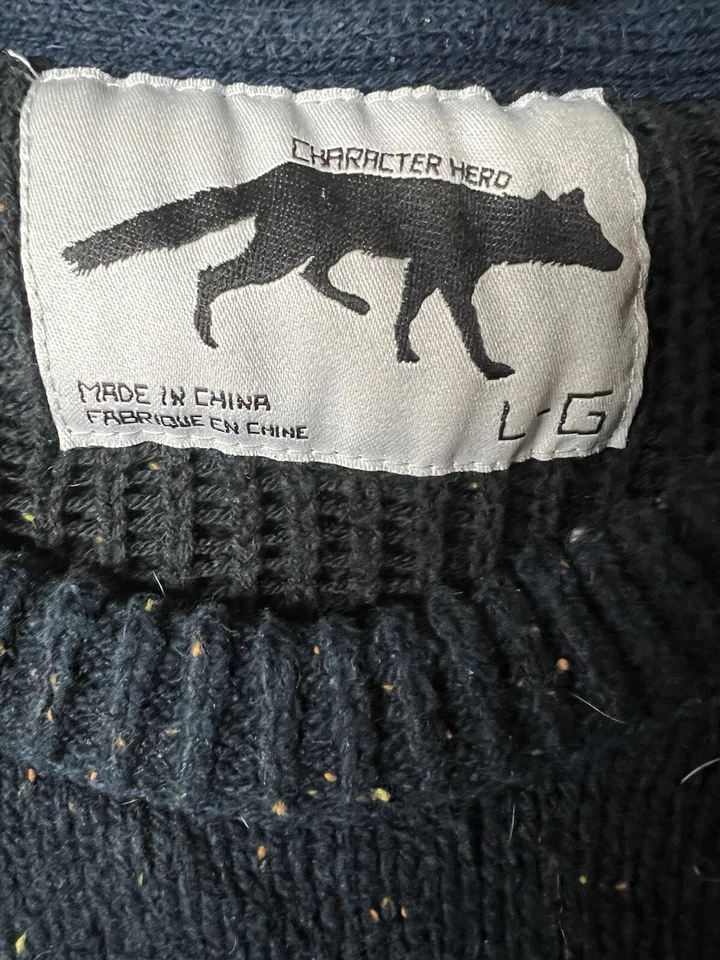 CHARACTER HERO
MADE IN CHINA
FABRIQUE EN CHINE
L-G